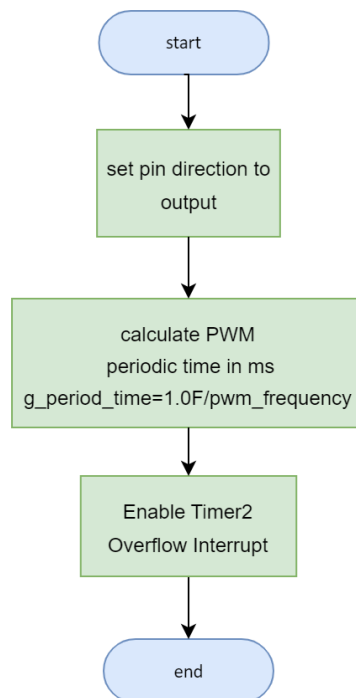 start
set pin direction to
output
calculate PWM
periodic time in ms
g_period_time=1.0F/pwm_frequency
Enable Timer2
Overflow Interrupt
end